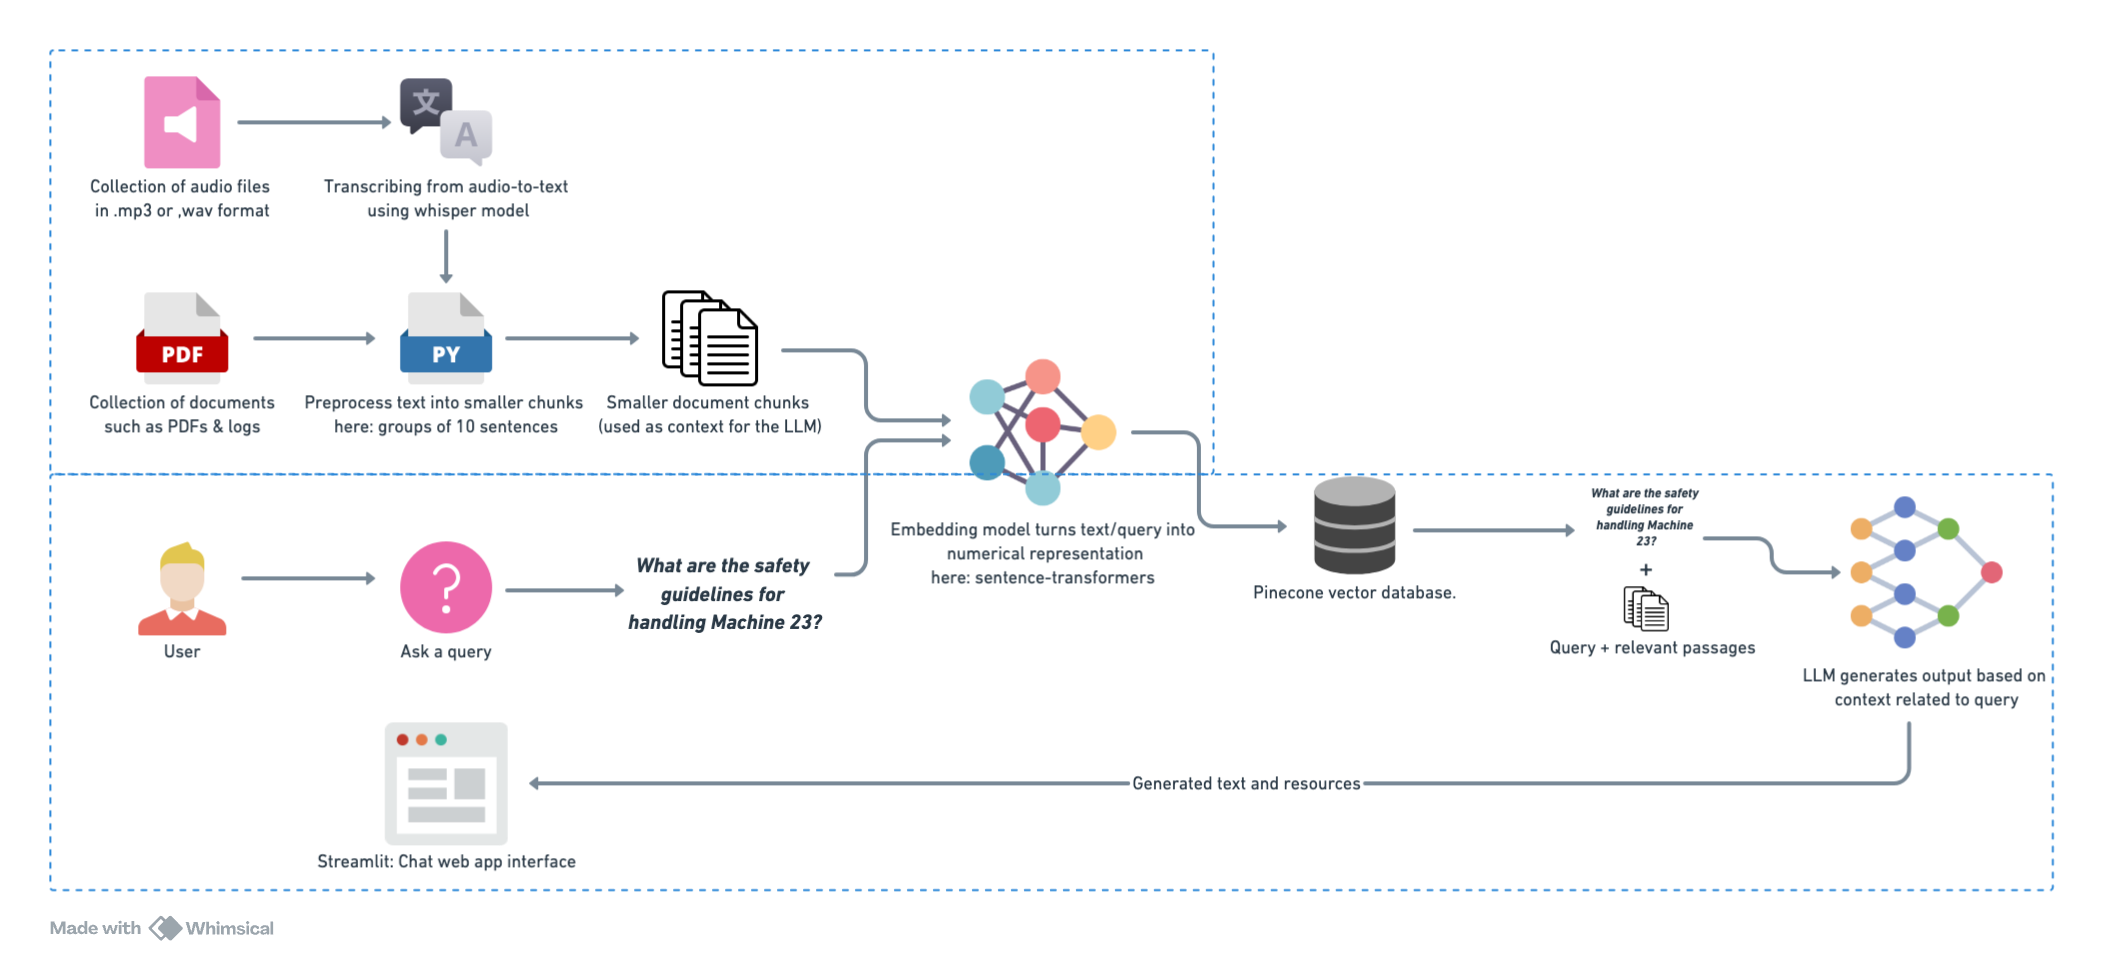 文
A
Collection of audio files
in .mp3 or ,wav format
Transcribing from audio-to-text
using whisper model
PDF
PY
Collection of documents
such as PDFs & logs
Preprocess text into smaller chunks
here: groups of 10 sentences
Smaller document chunks
(used as context for the LLM)
Embedding model turns text/query into
numerical representation
here: sentence-transformers
User
?
Ask a query
What are the safety
guidelines for
handling Machine 23?
Pinecone vector database.
What are the safety
guidelines for
handling Machine
23?
+
Query + relevant passages
LLM generates output based on
context related to query
Generated text and resources
Streamlit: Chat web app interface
Made with Whimsical